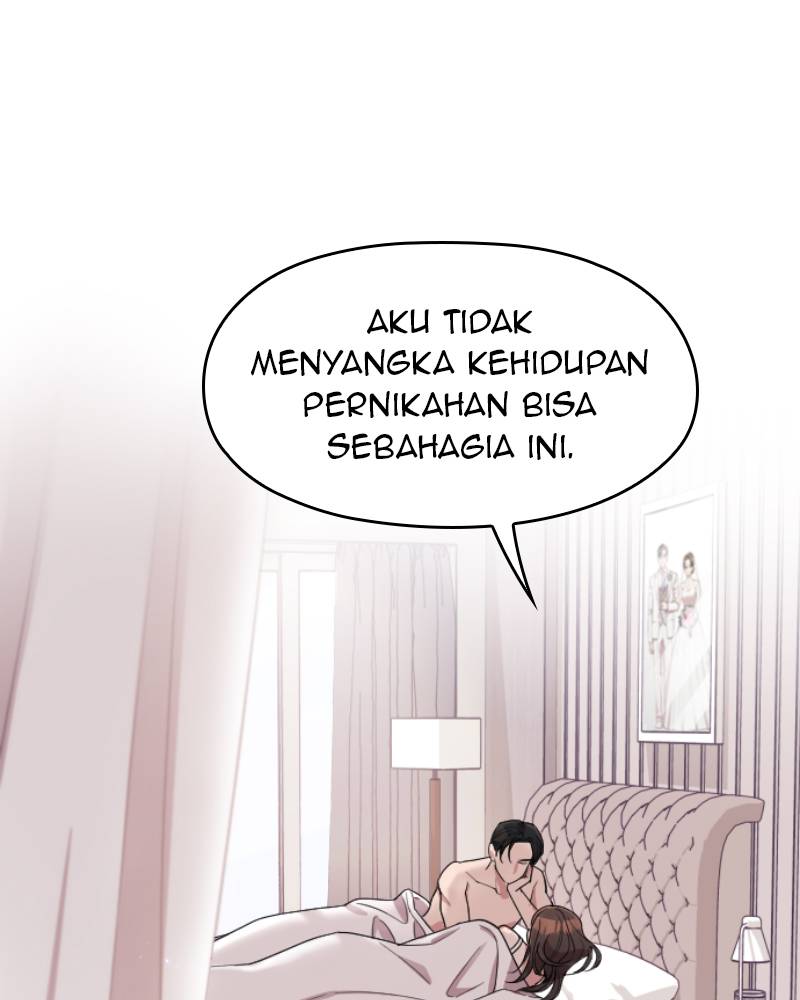 AKU TIDAK
MENYANGKA KEHIDUPAN
PERNIKAHAN BISA
SEBAHAGIA INI.